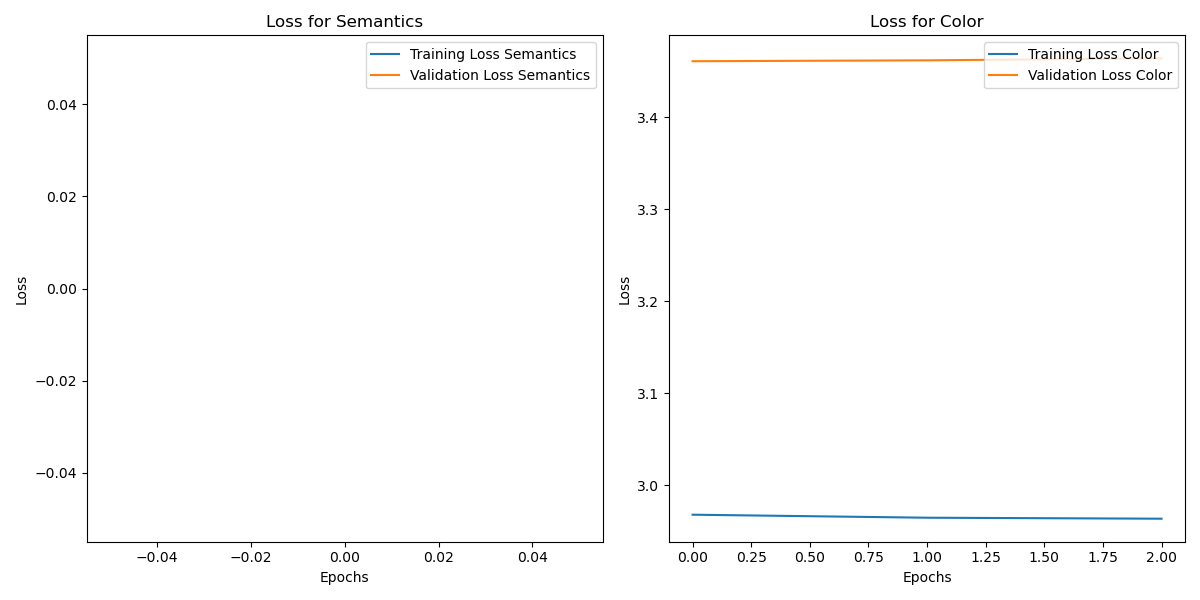 Loss for Semantics
Training Loss Semantics
Validation Loss Semantics
0.04
0.02
0.00
−0.02
−0.04
Loss
−0.04
−0.02
0.00
0.02
0.04
Epochs
Loss for Color
Training Loss Color
Validation Loss Color
3.4
3.3
3.2
3.1
3.0
Loss
0.00
0.25
0.50
0.75
1.00
1.25
1.50
1.75
2.00
Epochs